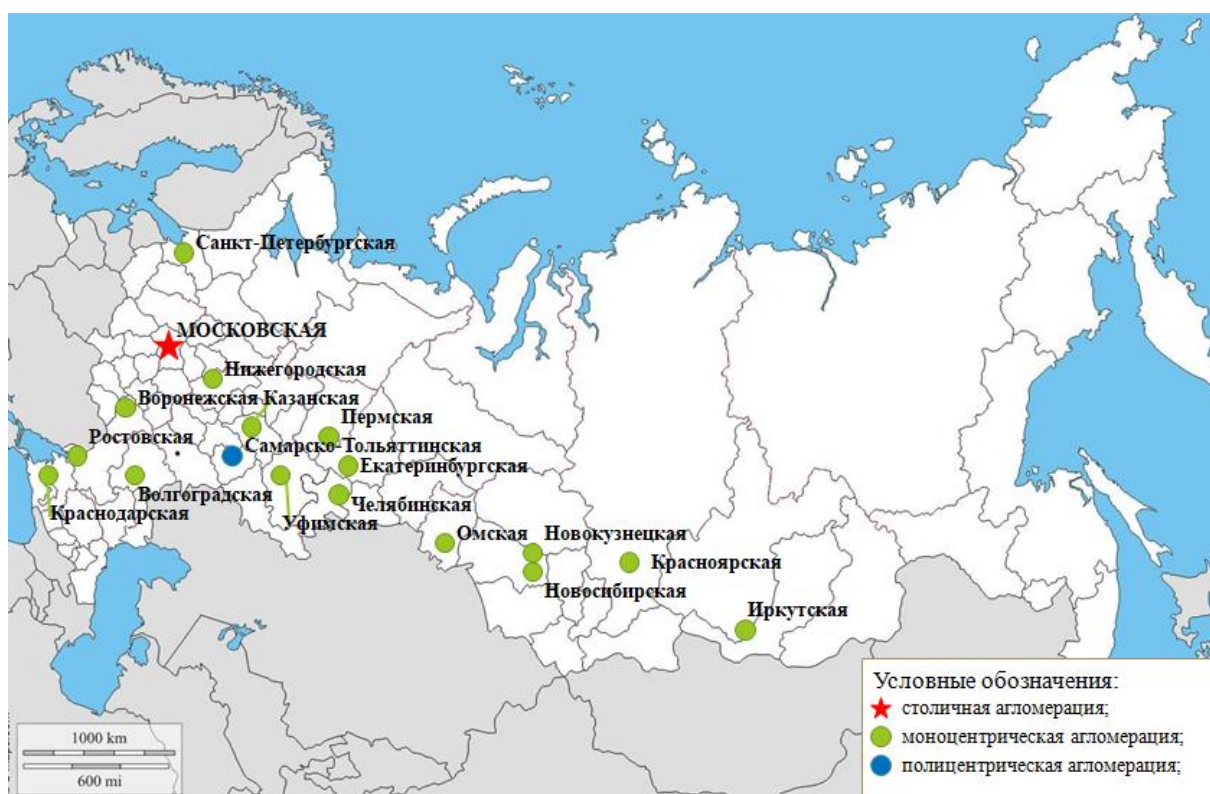 Санкт-Петербургская
МОСКОВСКАЯ
Нижегородская
Воронежская Казанская
Пермская
Ростовская
Самарско-Тольяттинская
Екатеринбургская
Волгоградская
Челябинская
Краснодарская
Уфимская
Омская
Новокузнецкая
Красноярская
Новосибирская
Иркутская
Условные обозначения:
столичная агломерация;
моноцентрическая агломерация;
полицентрическая агломерация;
1000 km
600 mi